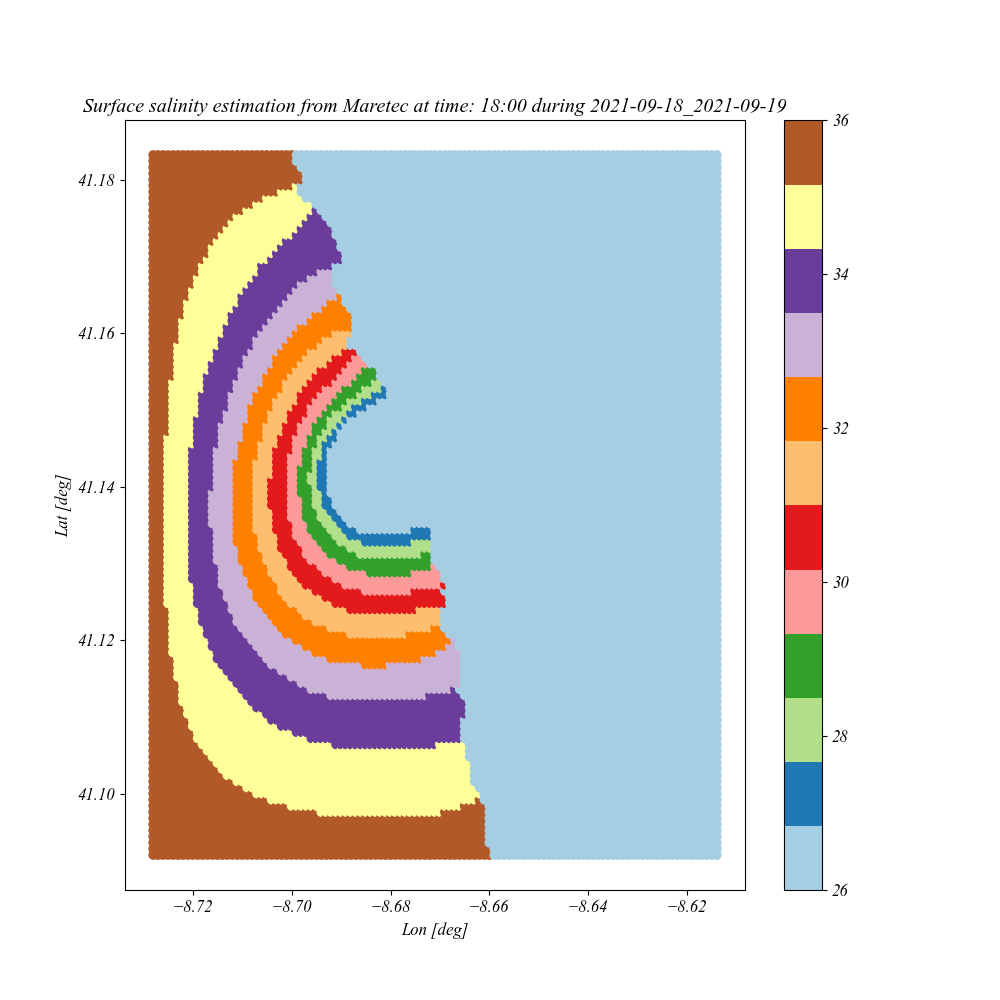 Surface salinity estimation from Maretec at time: 18:00 during 2021-09-18_2021-09-19
36
41.18
34
41.16
32
Lat [deg]
41.14
30
41.12
28
41.10
26
−8.72 −8.70 −8.68 −8.66 −8.64 −8.62
Lon [deg]